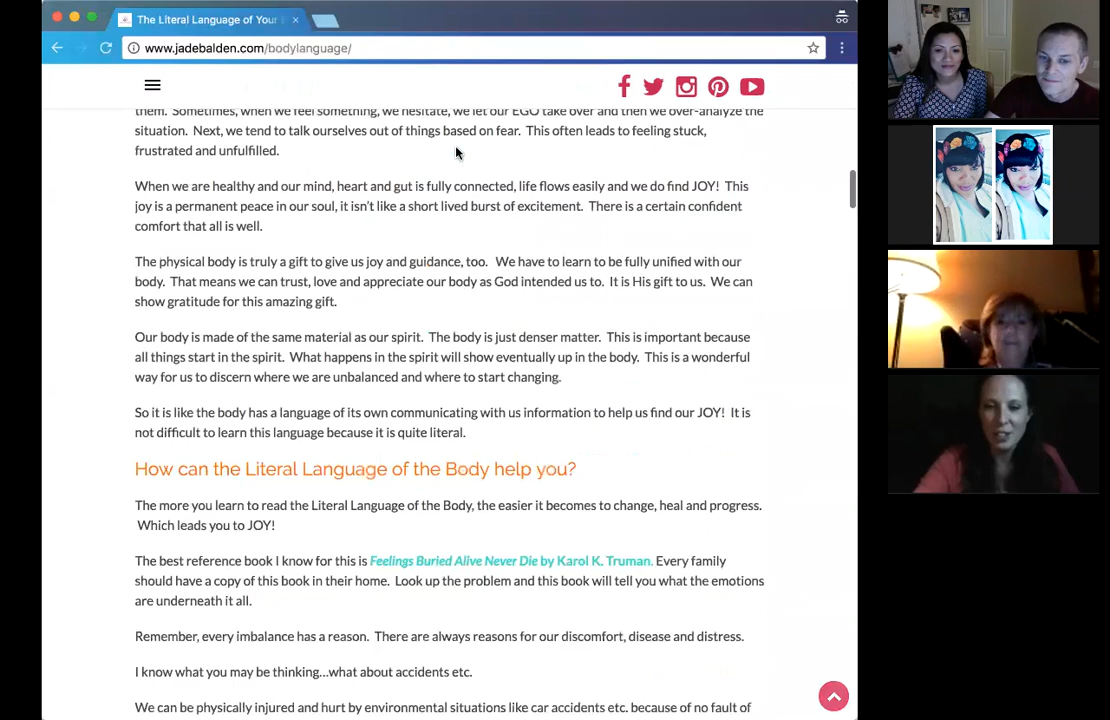 The Literal Language of Your
www.jadebalden.com/bodylanguage/
them. Sometimes, when we feel something, we hesitate, we let our EGO take over and then we over-analyze the
situation. Next, we tend to talk ourselves out of things based on fear. This often leads to feeling stuck,
frustrated and unfulfilled.
When we are healthy and our mind, heart and gut is fully connected, life flows easily and we do find JOY! This
joy is a permanent peace in our soul, it isn't like a short lived burst of excitement. There is a certain confident
comfort that all is well.
The physical body is truly a gift to give us joy and guidance, too. We have to learn to be fully unified with our
body. That means we can trust, love and appreciate our body as God intended us to. It is His gift to us. We can
show gratitude for this amazing gift.
Our body is made of the same material as our spirit. The body is just denser matter. This is important because
all things start in the spirit. What happens in the spirit will show eventually up in the body. This is a wonderful
way for us to discern where we are unbalanced and where to start changing.
So it is like the body has a language of its own communicating with us information to help us find our JOY! It is
not difficult to learn this language because it is quite literal.
How can the Literal Language of the Body help you?
The more you learn to read the Literal Language of the Body, the easier it becomes to change, heal and progress.
Which leads you to JOY!
The best reference book I know for this is Feelings Buried Alive Never Die by Karol K. Truman. Every family
should have a copy of this book in their home. Look up the problem and this book will tell you what the emotions
are underneath it all.
Remember, every imbalance has a reason. There are always reasons for our discomfort, disease and distress.
I know what you may be thinking...what about accidents etc.
We can be physically injured and hurt by environmental situations like car accidents etc. because of no fault of